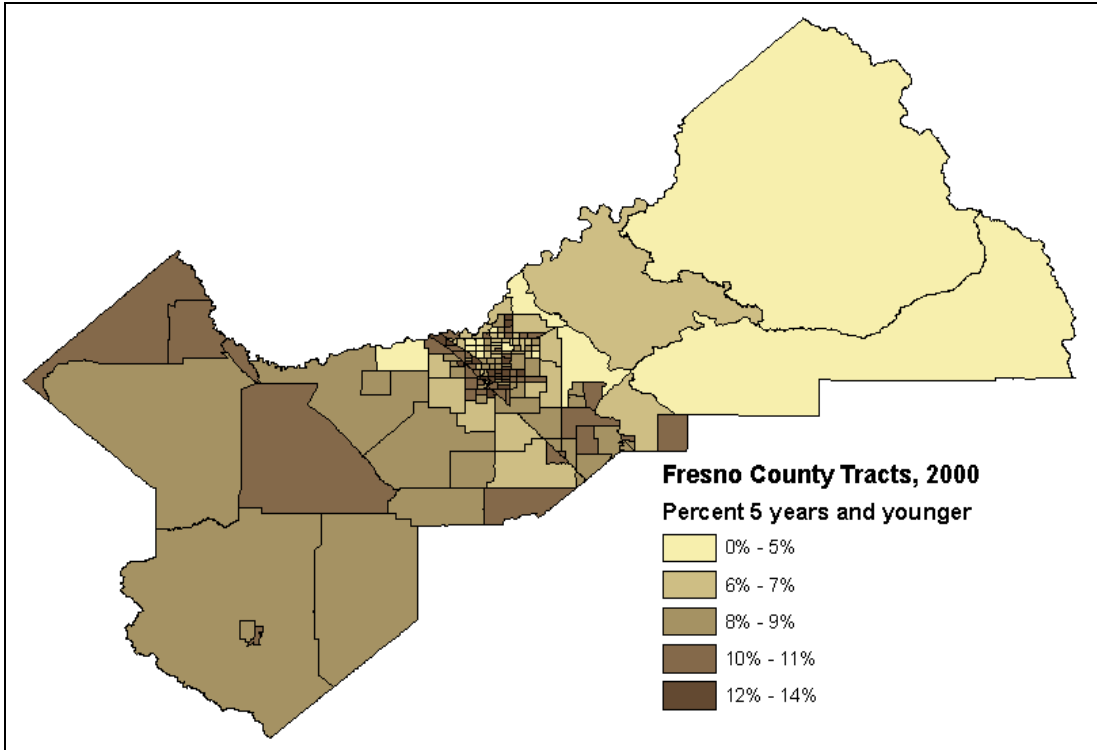 Fresno County Tracts, 2000
Percent 5 years and younger
0% - 5%
6% - 7%
8% - 9%
10% - 11%
12% - 14%